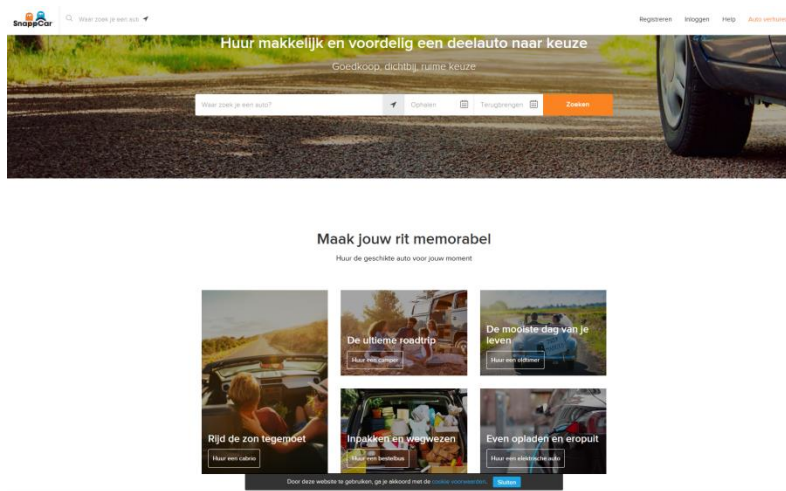 SnappCar
Waar zoek je een aut
Registreren Inloggen Help Auto verhuren
Huur makkelijk en voordelig een deelauto naar keuze
Goedkoop, dichtbij, ruime keuze
Waar zoek je een auto? Ophalen Terugbrengen Zoeken
Maak jouw rit memorabel
Huur de geschikte auto voor jouw moment
De ultieme roadtrip
Huur een camper
De mooiste dag van je
leven
Huur een oldtimer
Rijd de zon tegemoet
Huur een cabrio
Inpakken en wegwezen
Huur een bestelbus
Even opladen en eropuit
Huur een elektrische auto
Door deze website te gebruiken, ga je akkoord met de cookie voorwaarden. Sluiten